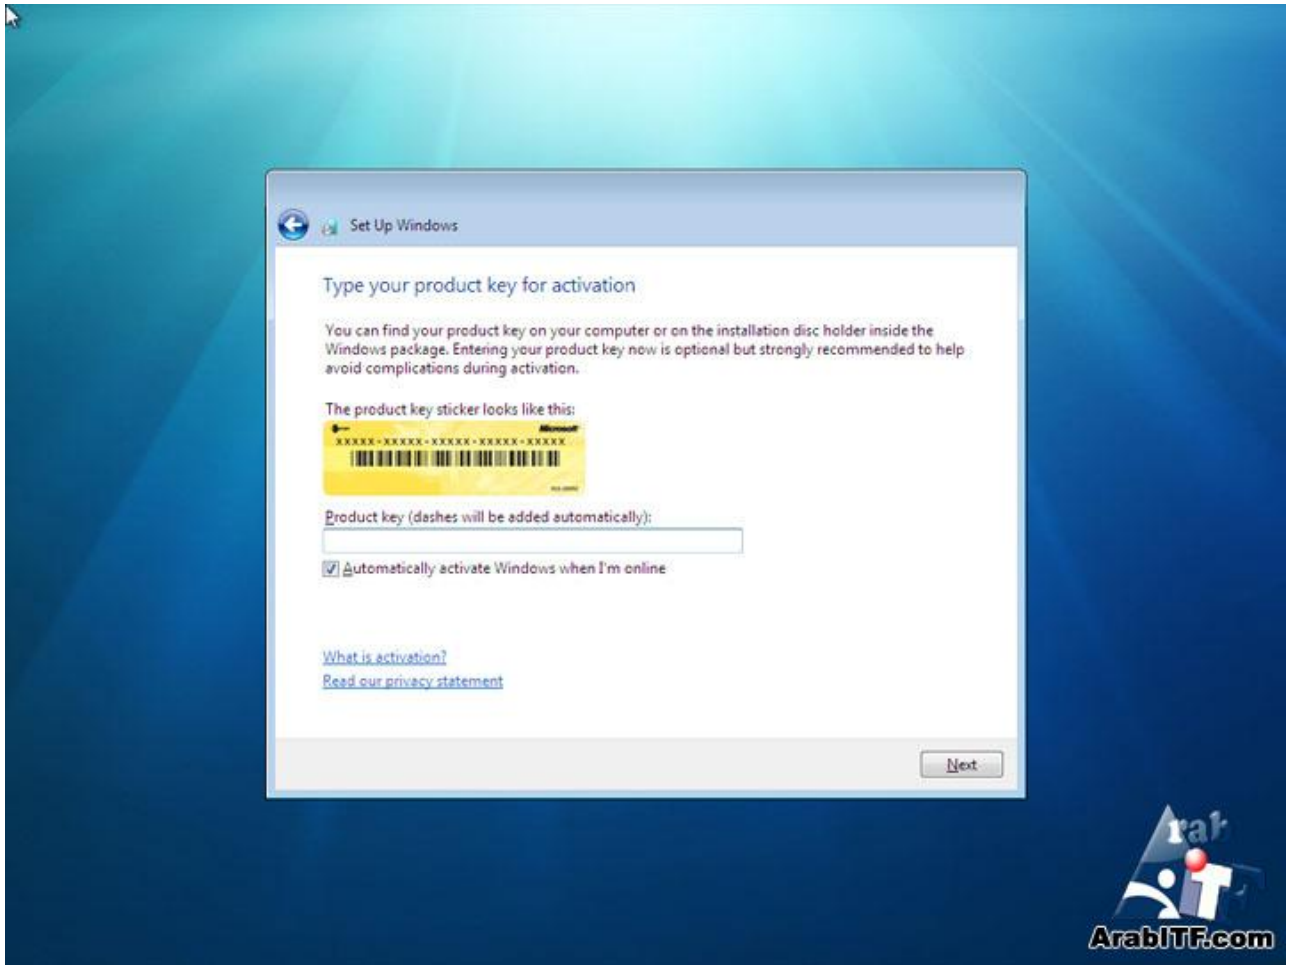 Set Up Windows
Type your product key for activation
You can find your product key on your computer or on the installation disc holder inside the
Windows package. Entering your product key now is optional but strongly recommended to help
avoid complications during activation.
The product key sticker looks like this:
Microsoft
XXXXX-XXXXX-XXXXX-XXXXX-XXXXX
Product key (dashes will be added automatically):
Automatically activate Windows when I'm online
What is activation?
Read our privacy statement
Next
Arab
iTF
ArabITF.com